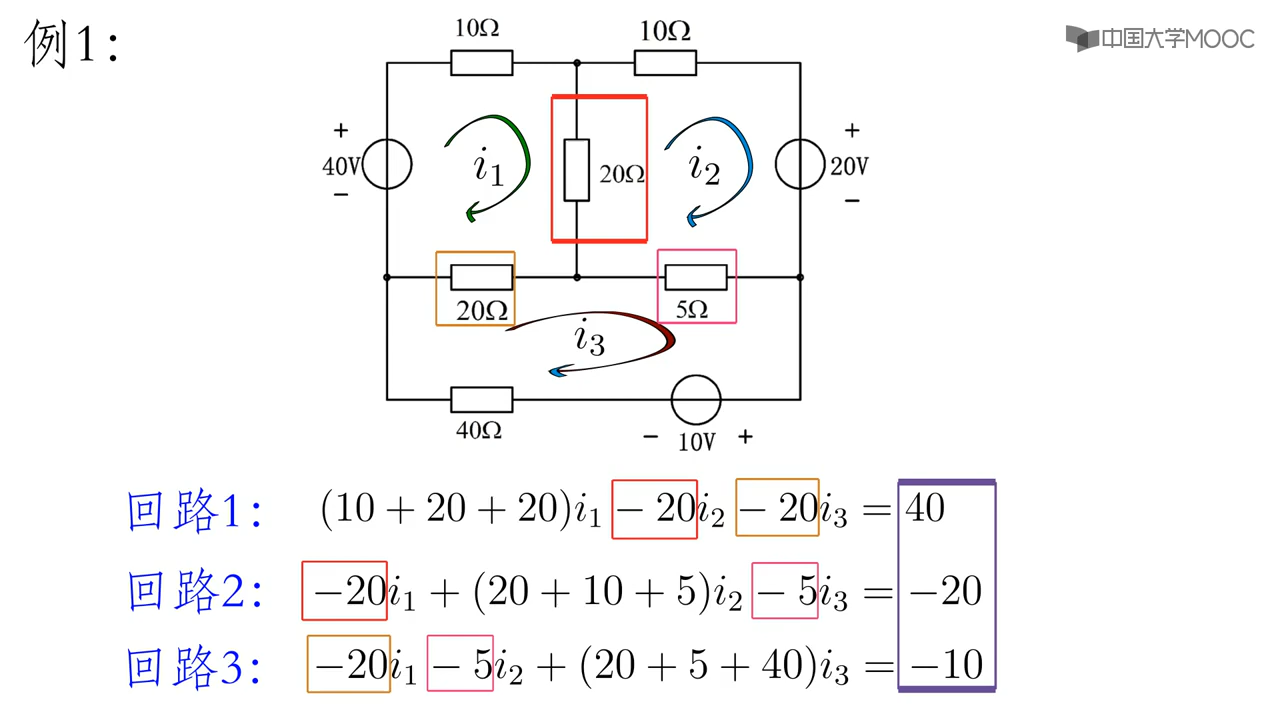 例1:
中国大学MOOC
10Ω
10Ω
+
40V
−
i₁
20Ω
i₂
+
20V
−
20Ω
5Ω
i₃
40Ω
− 10V +
回路1: (10 + 20 + 20)i₁ − 20i₂ − 20i₃ = 40
回路2: −20i₁ + (20 + 10 + 5)i₂ − 5i₃ = −20
回路3: −20i₁ − 5i₂ + (20 + 5 + 40)i₃ = −10